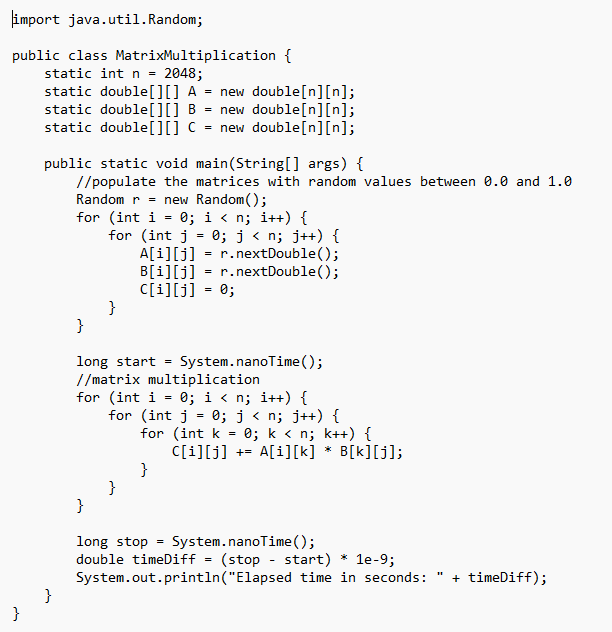 import java.util.Random;

public class MatrixMultiplication {
    static int n = 2048;
    static double[][] A = new double[n][n];
    static double[][] B = new double[n][n];
    static double[][] C = new double[n][n];

    public static void main(String[] args) {
        //populate the matrices with random values between 0.0 and 1.0
        Random r = new Random();
        for (int i = 0; i < n; i++) {
            for (int j = 0; j < n; j++) {
                A[i][j] = r.nextDouble();
                B[i][j] = r.nextDouble();
                C[i][j] = 0;
            }
        }

        long start = System.nanoTime();
        //matrix multiplication
        for (int i = 0; i < n; i++) {
            for (int j = 0; j < n; j++) {
                for (int k = 0; k < n; k++) {
                    C[i][j] += A[i][k] * B[k][j];
                }
            }
        }

        long stop = System.nanoTime();
        double timeDiff = (stop - start) * 1e-9;
        System.out.println("Elapsed time in seconds: " + timeDiff);
    }
}